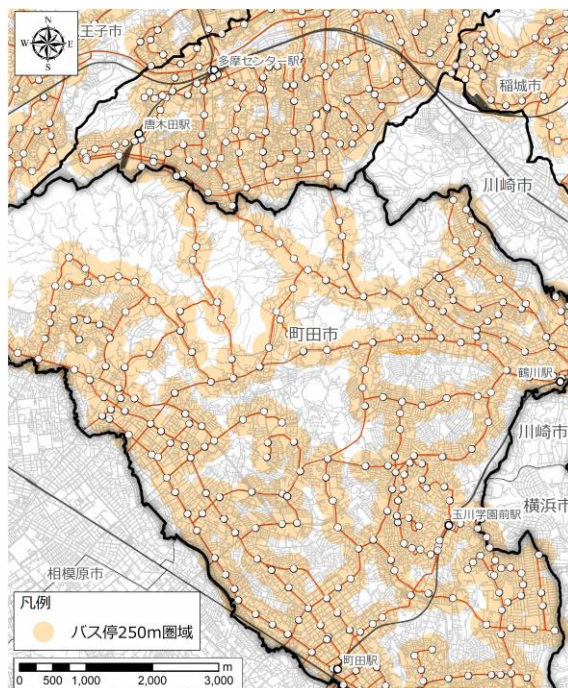 N
W E
S
王子市
多摩センター駅
稲城市
唐木田駅
川崎市
町田市
鶴川駅
川崎市
玉川学園前駅
横浜市
相模原市
凡例
バス停250m圏域
町田駅
m
0 500 1,000 2,000 3,000